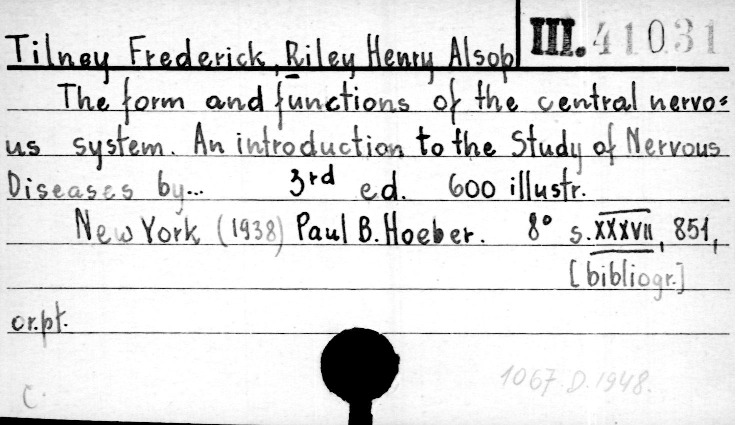 III. 41031
Tilney Frederick, Riley Henry Alsop
The form and functions of the central nervo=
us system. An introduction to the Study of Nervous
Diseases by... 3rd ed. 600 illustr.
New York (1938) Paul B. Hoeber. 8° s. XXXVII, 851,
[bibliogr.]
or.pt.
1067 D. 1948.
C.